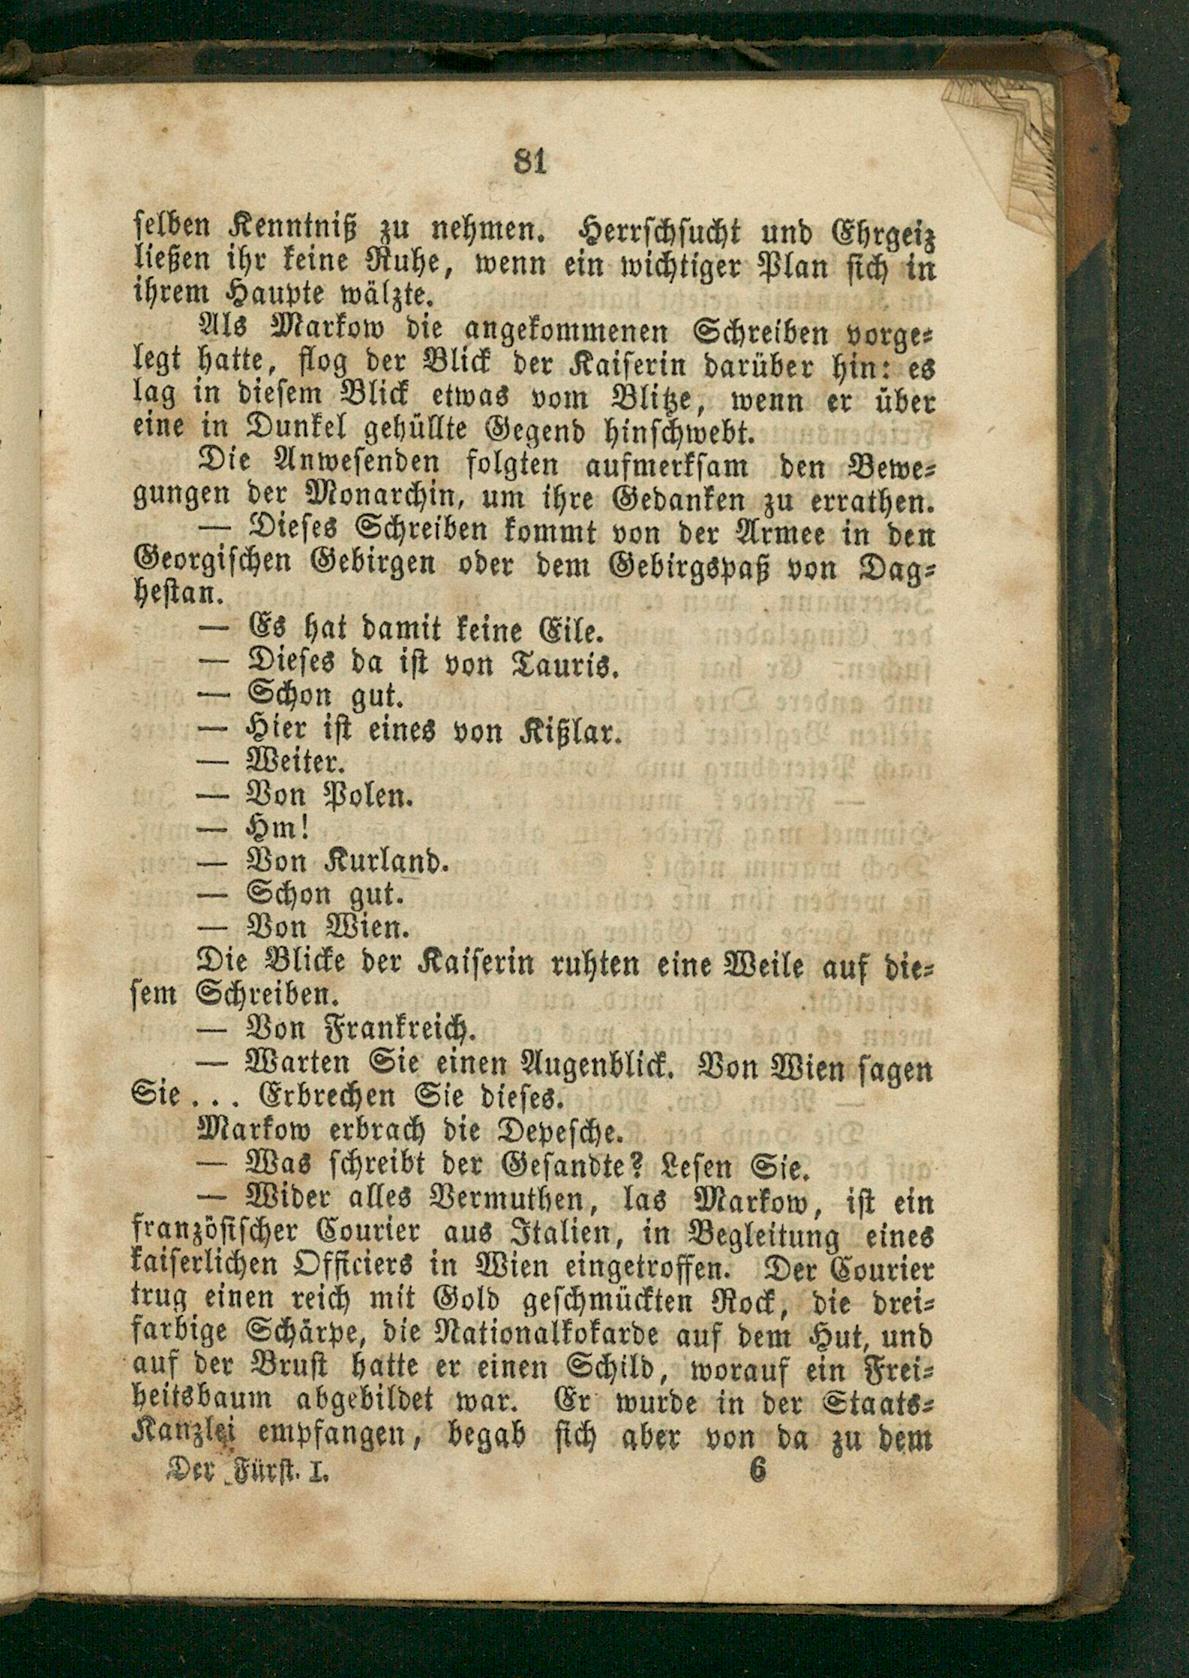 81
selben Kenntniß zu nehmen. Herrschsucht und Ehrgeiz
ließen ihr keine Ruhe, wenn ein wichtiger Plan sich in
ihrem Haupte wälzte.
Als Markow die angekommenen Schreiben vorge-
legt hatte, flog der Blick der Kaiserin darüber hin: es
lag in diesem Blick etwas vom Blitze, wenn er über
eine in Dunkel gehüllte Gegend hinschwebt.
Die Anwesenden folgten aufmerksam den Bewe-
gungen der Monarchin, um ihre Gedanken zu errathen.
— Dieses Schreiben kommt von der Armee in den
Georgischen Gebirgen oder dem Gebirgspaß von Dag-
hestan.
— Es hat damit keine Eile.
— Dieses da ist von Tauris.
— Schon gut.
— Hier ist eines von Kißlar.
— Weiter.
— Von Polen.
— Hm!
— Von Kurland.
— Schon gut.
— Von Wien.
Die Blicke der Kaiserin ruhten eine Weile auf die-
sem Schreiben.
— Von Frankreich.
— Warten Sie einen Augenblick. Von Wien sagen
Sie . . . Erbrechen Sie dieses.
Markow erbrach die Depesche.
— Was schreibt der Gesandte? Lesen Sie.
— Wider alles Vermuthen, las Markow, ist ein
französischer Courier aus Italien, in Begleitung eines
kaiserlichen Officiers in Wien eingetroffen. Der Courier
trug einen reich mit Gold geschmückten Rock, die drei-
farbige Schärpe, die Nationalkokarde auf dem Hut, und
auf der Brust hatte er einen Schild, worauf ein Frei-
heitsbaum abgebildet war. Er wurde in der Staats-
Kanzlei empfangen, begab sich aber von da zu dem
Der Fürst. I. 6